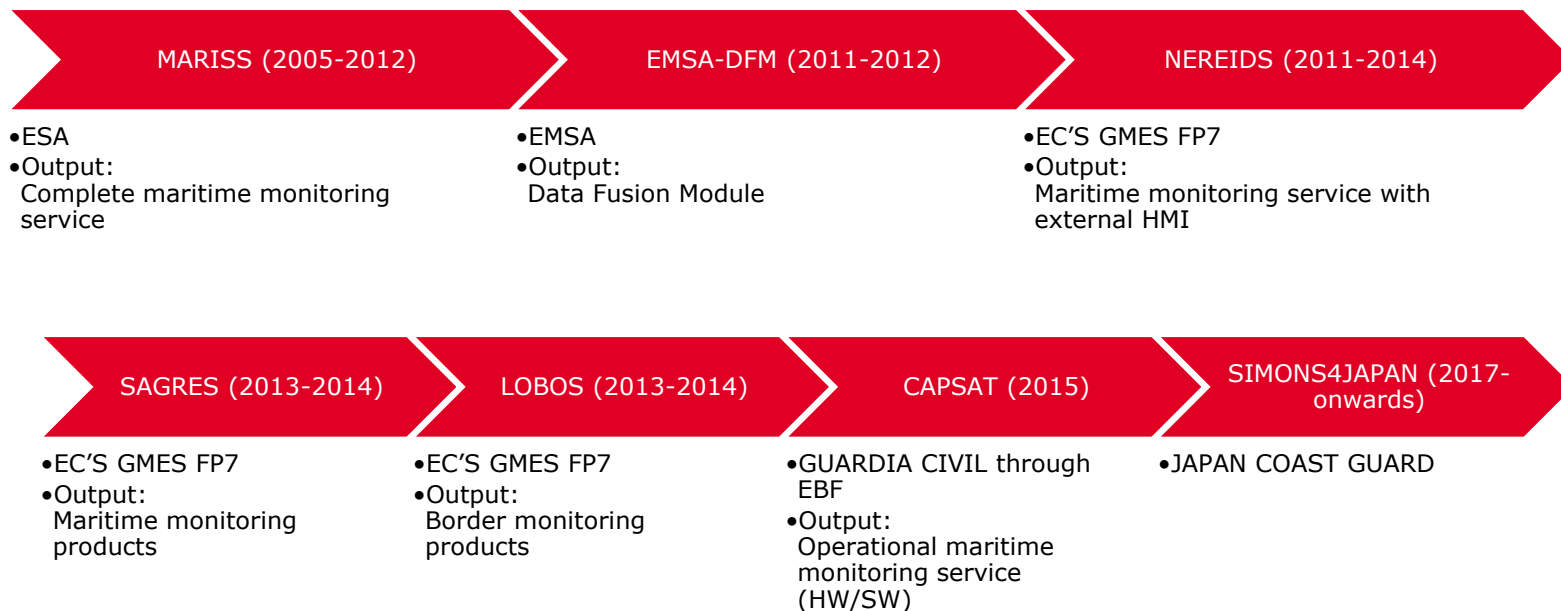 MARISS (2005-2012)
EMSA-DFM (2011-2012)
NEREIDS (2011-2014)
•ESA
•Output:
Complete maritime monitoring
service
•EMSA
•Output:
Data Fusion Module
•EC'S GMES FP7
•Output:
Maritime monitoring service with
external HMI
SAGRES (2013-2014)
LOBOS (2013-2014)
CAPSAT (2015)
SIMONS4JAPAN (2017-
onwards)
•EC'S GMES FP7
•Output:
Maritime monitoring
products
•EC'S GMES FP7
•Output:
Border monitoring
products
•GUARDIA CIVIL through
EBF
•Output:
Operational maritime
monitoring service
(HW/SW)
•JAPAN COAST GUARD